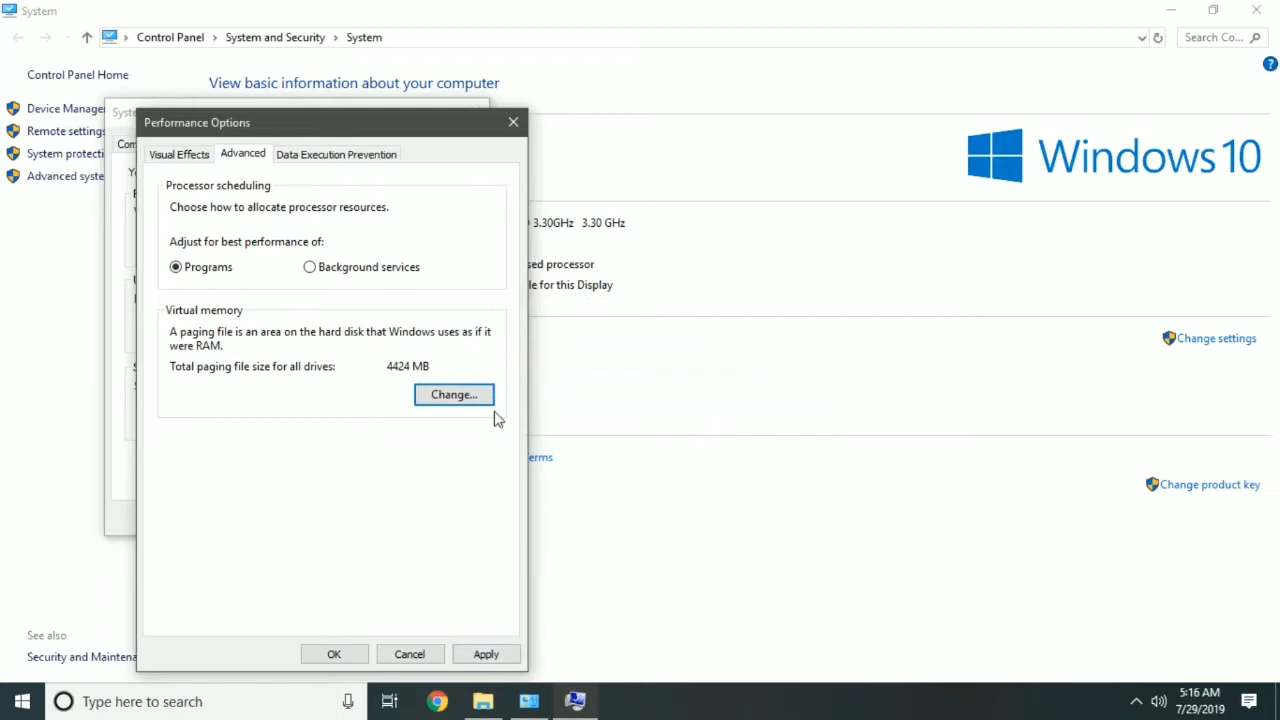 System
Control Panel > System and Security > System
Search Co...
Control Panel Home
View basic information about your computer
Device Manage
Remote settings
System protecti
Advanced syste
Syst
Com
Performance Options
Visual Effects Advanced Data Execution Prevention
Processor scheduling
Choose how to allocate processor resources.
Adjust for best performance of:
Programs Background services
Virtual memory
A paging file is an area on the hard disk that Windows uses as if it
were RAM.
Total paging file size for all drives: 4424 MB
Change...
OK Cancel Apply
Windows 10
3.30GHz 3.30 GHz
sed processor
le for this Display
Change settings
erms
Change product key
See also
Security and Maintena
Type here to search
5:16 AM
7/29/2019